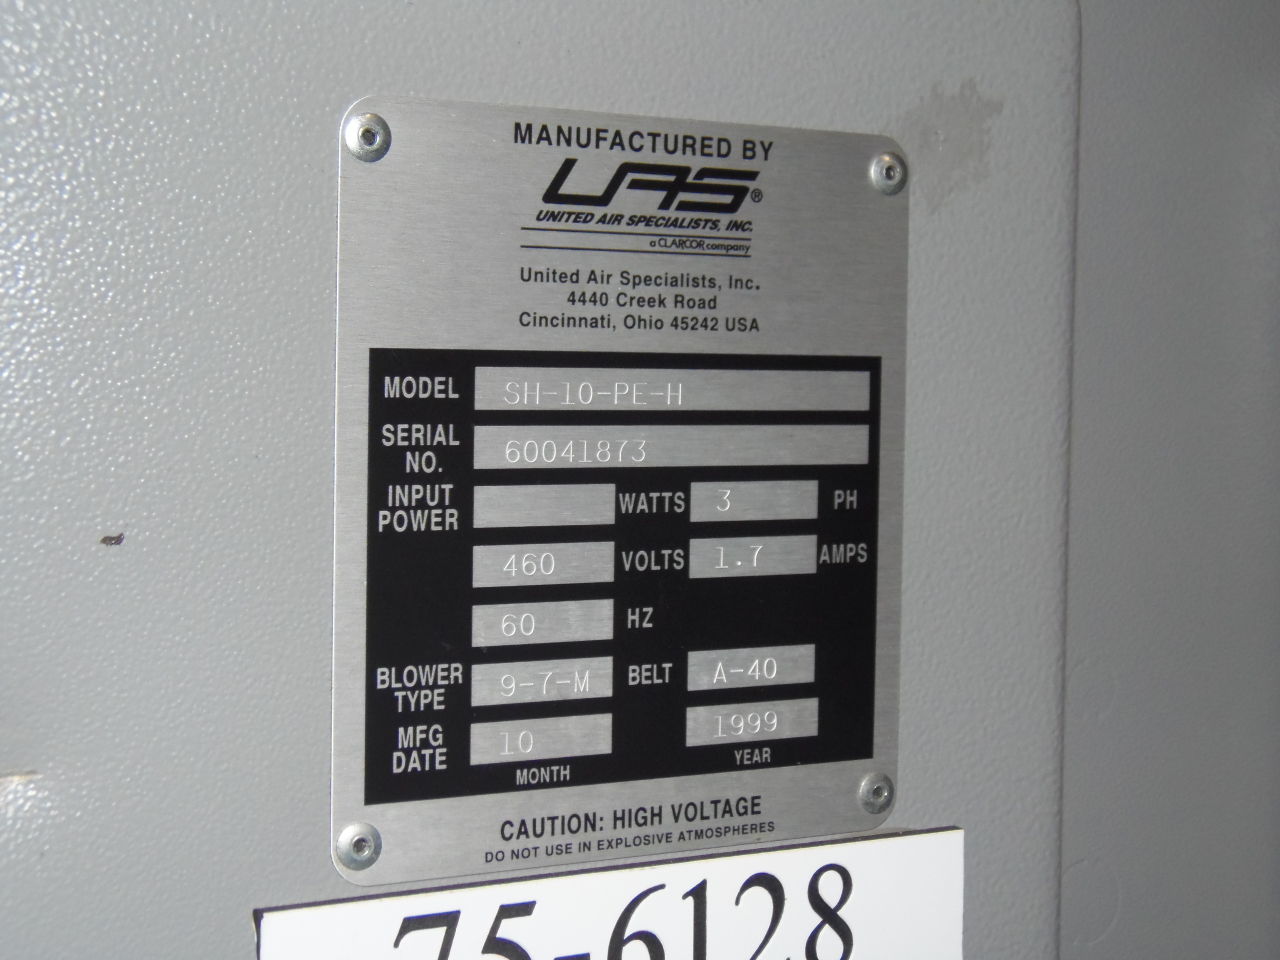 MANUFACTURED BY
UAS®
UNITED AIR SPECIALISTS, INC.
a CLARCOR company
United Air Specialists, Inc.
4440 Creek Road
Cincinnati, Ohio 45242 USA
MODEL SH-10-PE-H
SERIAL NO. 60041873
INPUT POWER WATTS 3 PH
460 VOLTS 1.7 AMPS
60 HZ
BLOWER TYPE 9-7-M BELT A-40
MFG DATE 10 1999
MONTH YEAR
CAUTION: HIGH VOLTAGE
DO NOT USE IN EXPLOSIVE ATMOSPHERES
75-6128